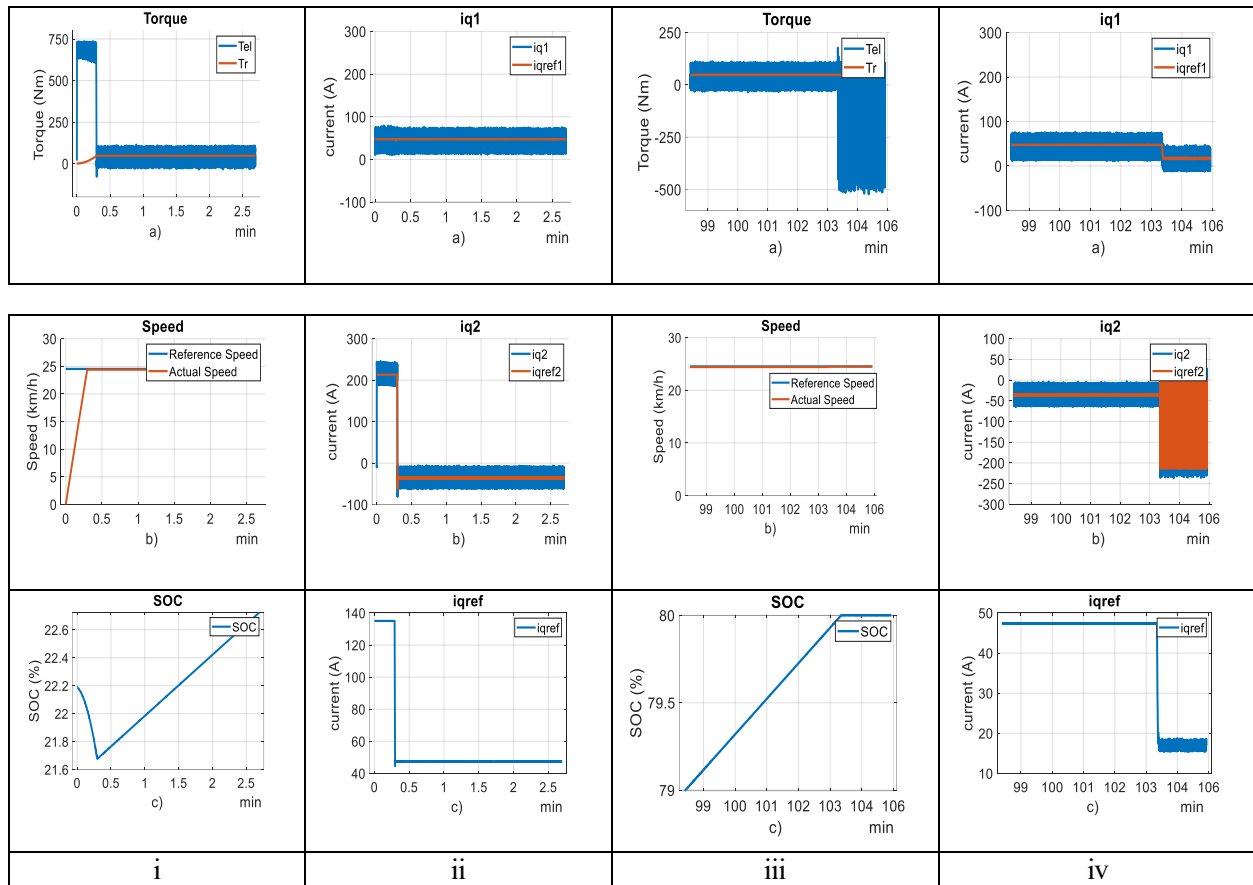 Torque
750
500
250
0
Torque (Nm)
Tel
Tr
0 0.5 1 1.5 2 2.5
a) min
iq1
300
200
100
0
-100
current (A)
iq1
iqref1
0 0.5 1 1.5 2 2.5
a) min
Torque
250
0
-250
-500
Torque (Nm)
Tel
Tr
99 100 101 102 103 104 105 106
a) min
iq1
300
200
100
0
-100
current (A)
iq1
iqref1
99 100 101 102 103 104 105 106
a) min
Speed
30
25
20
15
10
5
0
Speed (km/h)
Reference Speed
Actual Speed
0 0.5 1 1.5 2 2.5
b) min
iq2
300
200
100
0
-100
current (A)
iq2
iqref2
0 0.5 1 1.5 2 2.5
b) min
Speed
30
20
10
0
Speed (km/h)
Reference Speed
Actual Speed
99 100 101 102 103 104 105 106
b) min
iq2
100
50
0
-50
-100
-150
-200
-250
-300
current (A)
iq2
iqref2
99 100 101 102 103 104 105 106
b) min
SOC
22.6
22.4
22.2
22
21.8
21.6
SOC (%)
SOC
0 0.5 1 1.5 2 2.5
c) min
iqref
140
120
100
80
60
40
current (A)
iqref
0 0.5 1 1.5 2 2.5
c) min
SOC
80
79.5
79
SOC (%)
SOC
99 100 101 102 103 104 105 106
c) min
iqref
50
40
30
20
10
current (A)
iqref
99 100 101 102 103 104 105 106
c) min
i ii iii iv